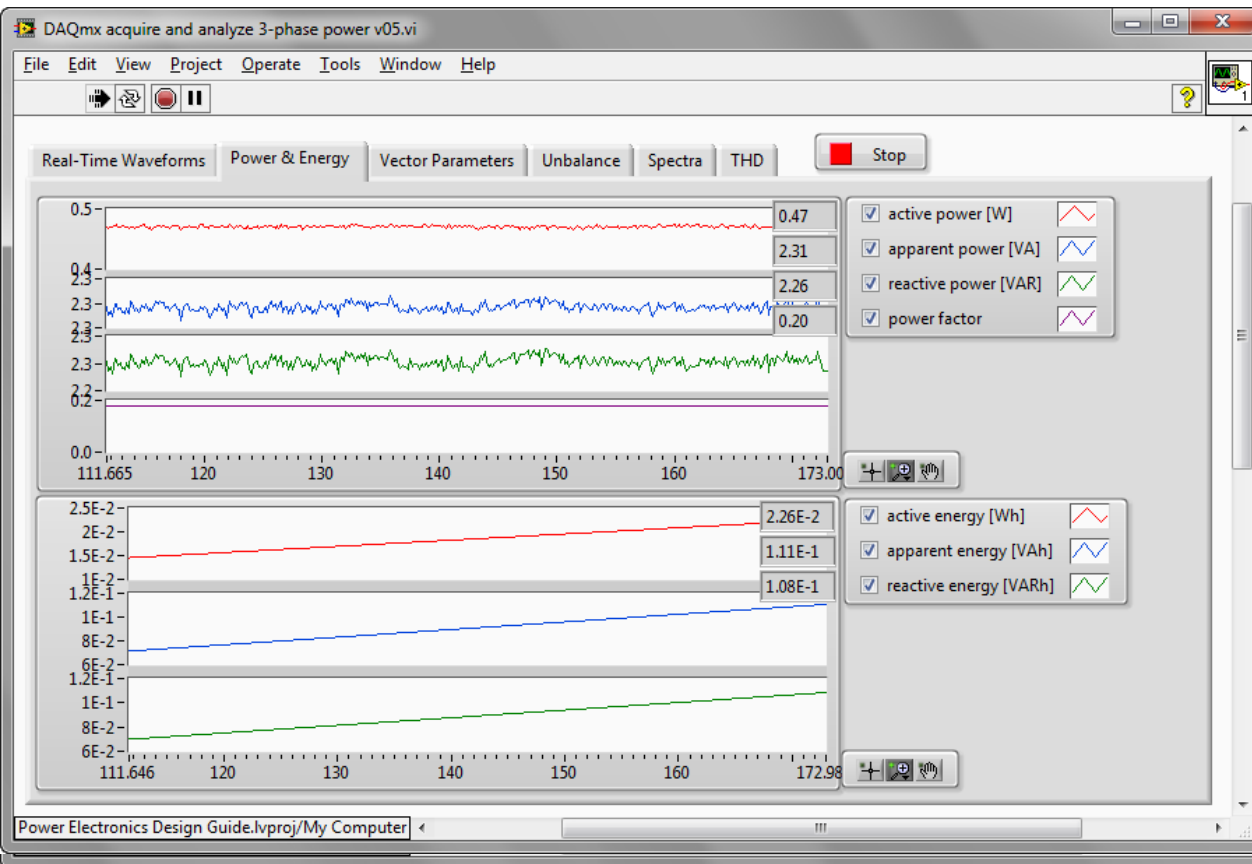 DAQmx acquire and analyze 3-phase power v05.vi
File Edit View Project Operate Tools Window Help
1
Real-Time Waveforms Power & Energy Vector Parameters Unbalance Spectra THD Stop
0.5
0.4
2.3
2.3
2.3
2.3
2.3
2.2
0.2
0.0
111.665 120 130 140 150 160 173.00
0.47
2.31
2.26
0.20
active power [W]
apparent power [VA]
reactive power [VAR]
power factor
2.5E-2
2E-2
1.5E-2
1E-2
1.2E-1
1E-1
8E-2
6E-2
1.2E-1
1E-1
8E-2
6E-2
111.646 120 130 140 150 160 172.98
2.26E-2
1.11E-1
1.08E-1
active energy [Wh]
apparent energy [VAh]
reactive energy [VARh]
Power Electronics Design Guide.lvproj/My Computer